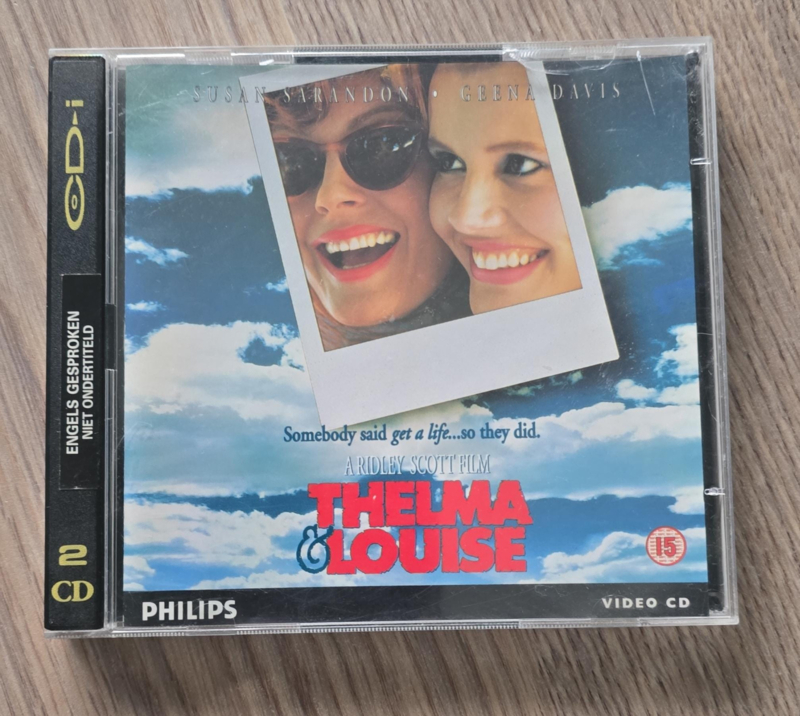 SUSAN SARANDON • GEENA DAVIS
Somebody said get a life...so they did.
A RIDLEY SCOTT FILM
THELMA
& LOUISE
15
PHILIPS
VIDEO CD
CD-i
ENGELS GESPROKEN
NIET ONDERTITELD
2
CD